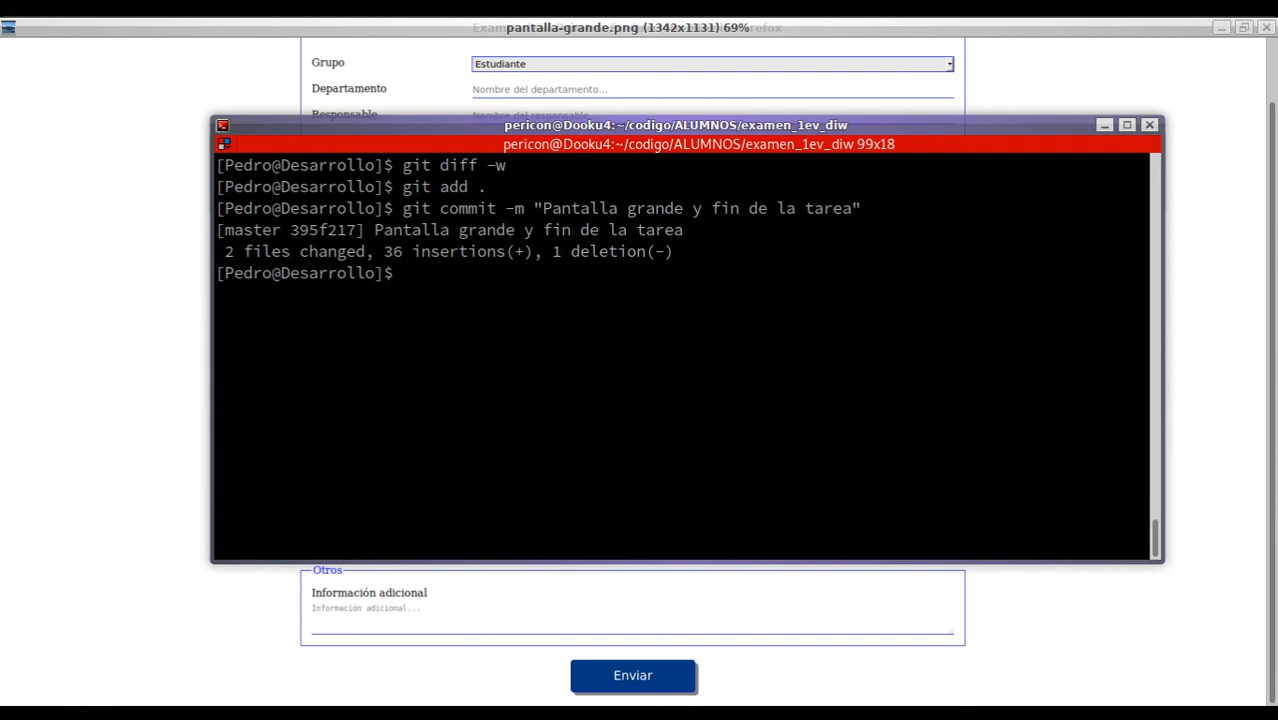 pantalla-grande.png (1342x1131) 69%
Grupo
Estudiante
Departamento
Nombre del departamento...
Responsable
Nombre del responsable
pericon@Dooku4:~/codigo/ALUMNOS/examen_1ev_diw
pericon@Dooku4:~/codigo/ALUMNOS/examen_1ev_diw 99x18
[Pedro@Desarrollo]$ git diff -w
[Pedro@Desarrollo]$ git add .
[Pedro@Desarrollo]$ git commit -m "Pantalla grande y fin de la tarea"
[master 395f217] Pantalla grande y fin de la tarea
2 files changed, 36 insertions(+), 1 deletion(-)
[Pedro@Desarrollo]$
Otros
Información adicional
Información adicional...
Enviar